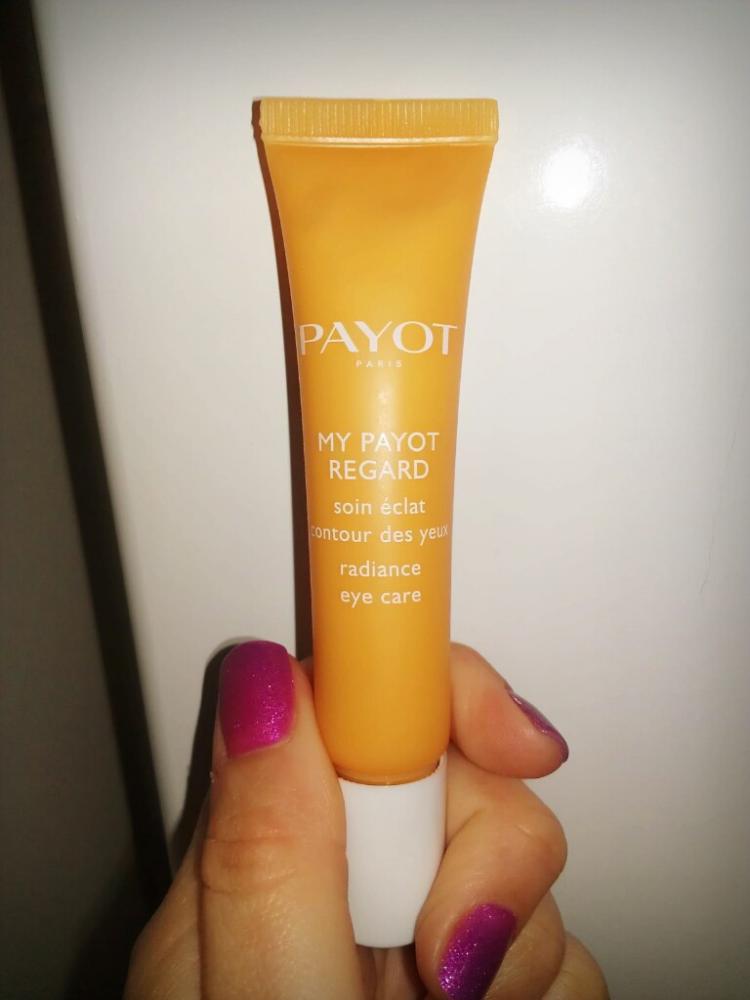 PAYOT
PARIS
MY PAYOT
REGARD
soin éclat
contour des yeux
radiance
eye care